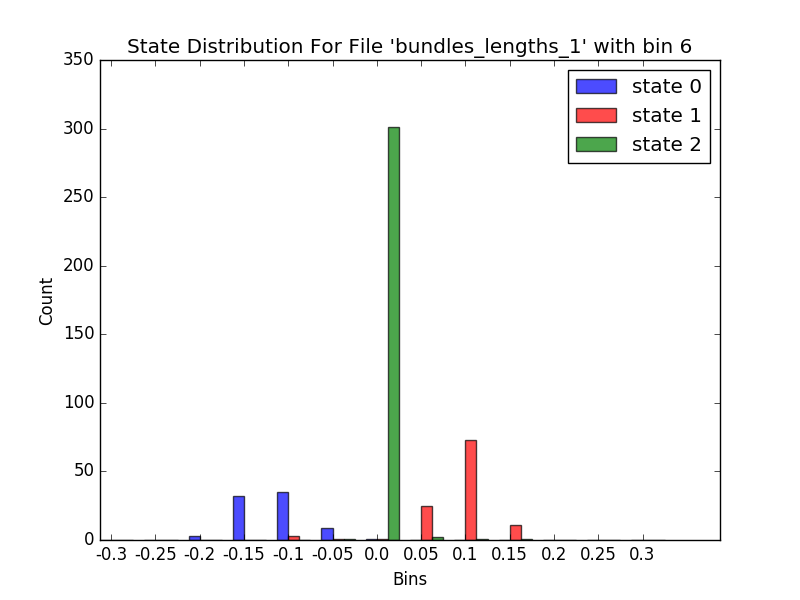 State Distribution For File 'bundles_lengths_1' with bin 6
350
300
250
200
150
100
50
0
Count
state 0
state 1
state 2
-0.3 -0.25 -0.2 -0.15 -0.1 -0.05 0.0 0.05 0.1 0.15 0.2 0.25 0.3
Bins